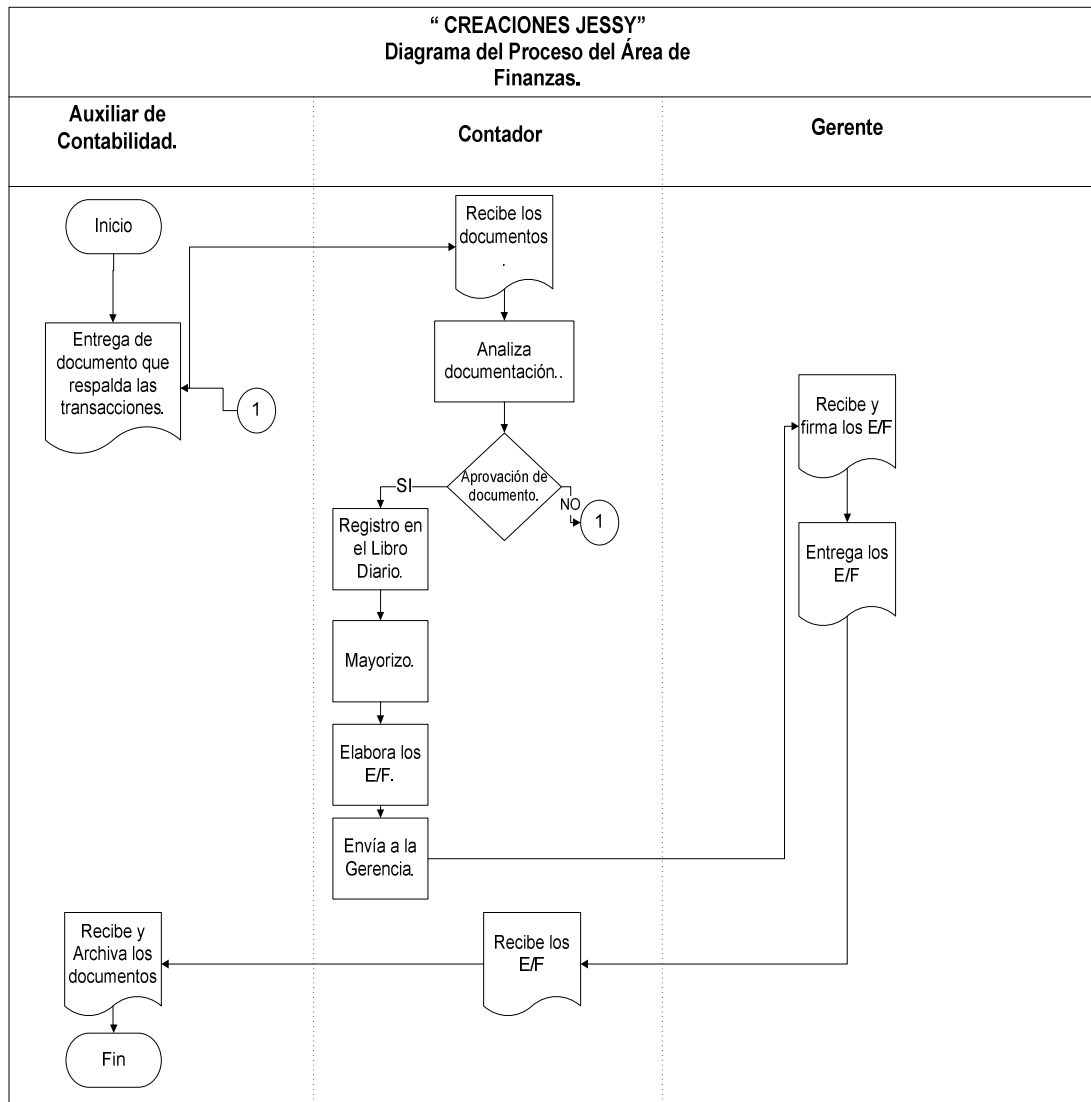 “ CREACIONES JESSY”
Diagrama del Proceso del Área de
Finanzas.
Auxiliar de
Contabilidad.
Contador
Gerente
Inicio
Entrega de
documento que
respalda las
transacciones.
1
Recibe los
documentos
.
Analiza
documentación..
Aprovación de
documento.
SI
NO
1
Registro en
el Libro
Diario.
Mayorizo.
Elabora los
E/F.
Envía a la
Gerencia.
Recibe y
firma los E/F
Entrega los
E/F
Recibe los
E/F
Recibe y
Archiva los
documentos
Fin